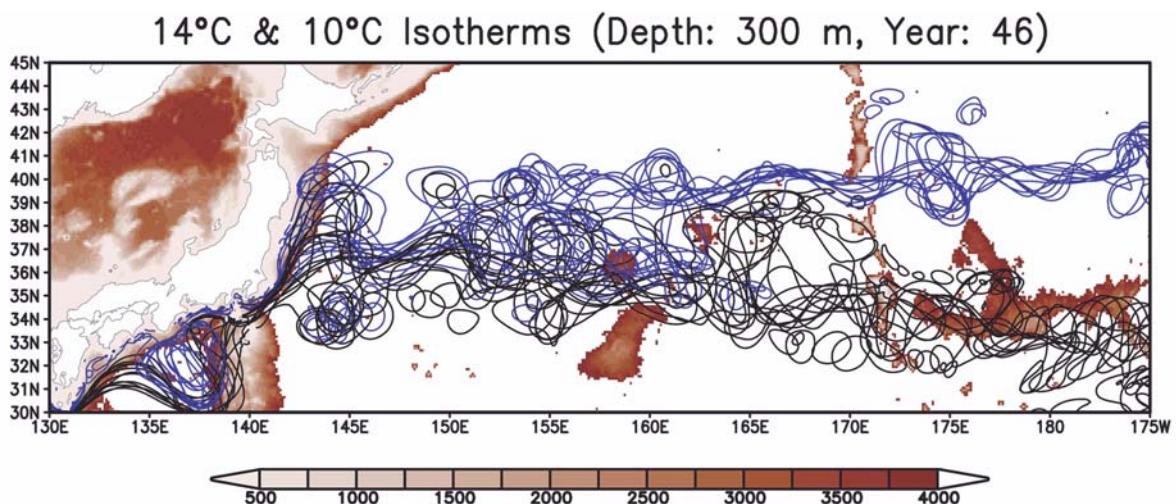 14°C & 10°C Isotherms (Depth: 300 m, Year: 46)
45N
44N
43N
42N
41N
40N
39N
38N
37N
36N
35N
34N
33N
32N
31N
30N
130E 135E 140E 145E 150E 155E 160E 165E 170E 175E 180 175W
500 1000 1500 2000 2500 3000 3500 4000